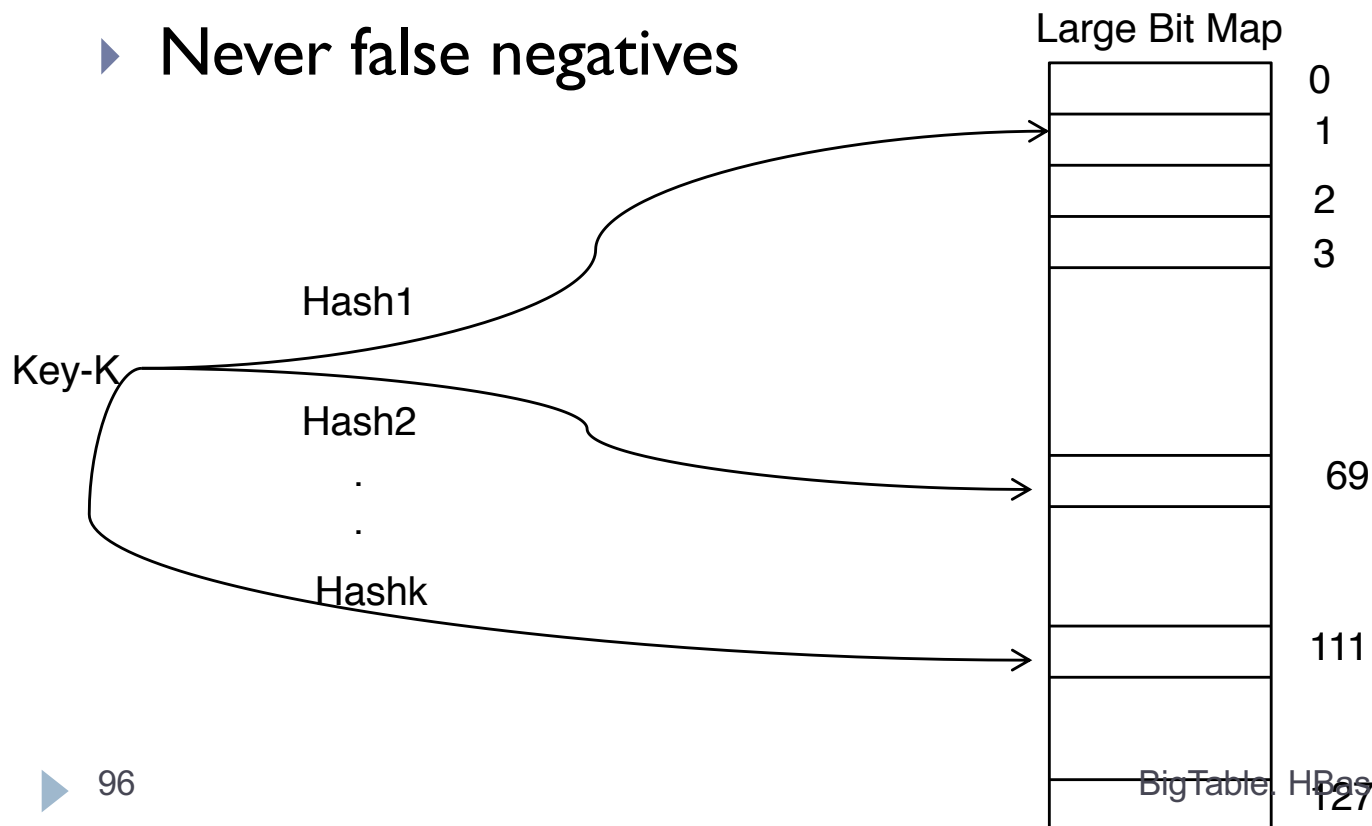 Never false negatives
Large Bit Map
0
1
2
3
Hash1
Key-K
Hash2
.
.
69
Hashk
111
96
BigTable. HBas
127